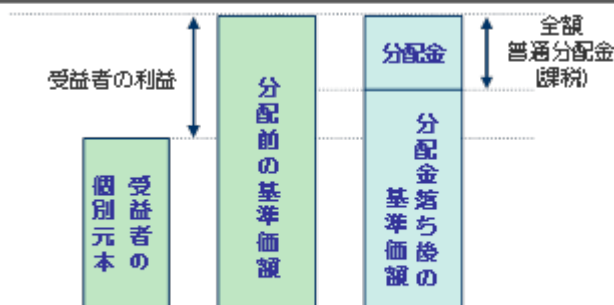 全額
普通分配金
(課税)
分配金
受益者の利益
分配前の基準価額
分配金落ち後の
基準価額
受益者の
個別元本